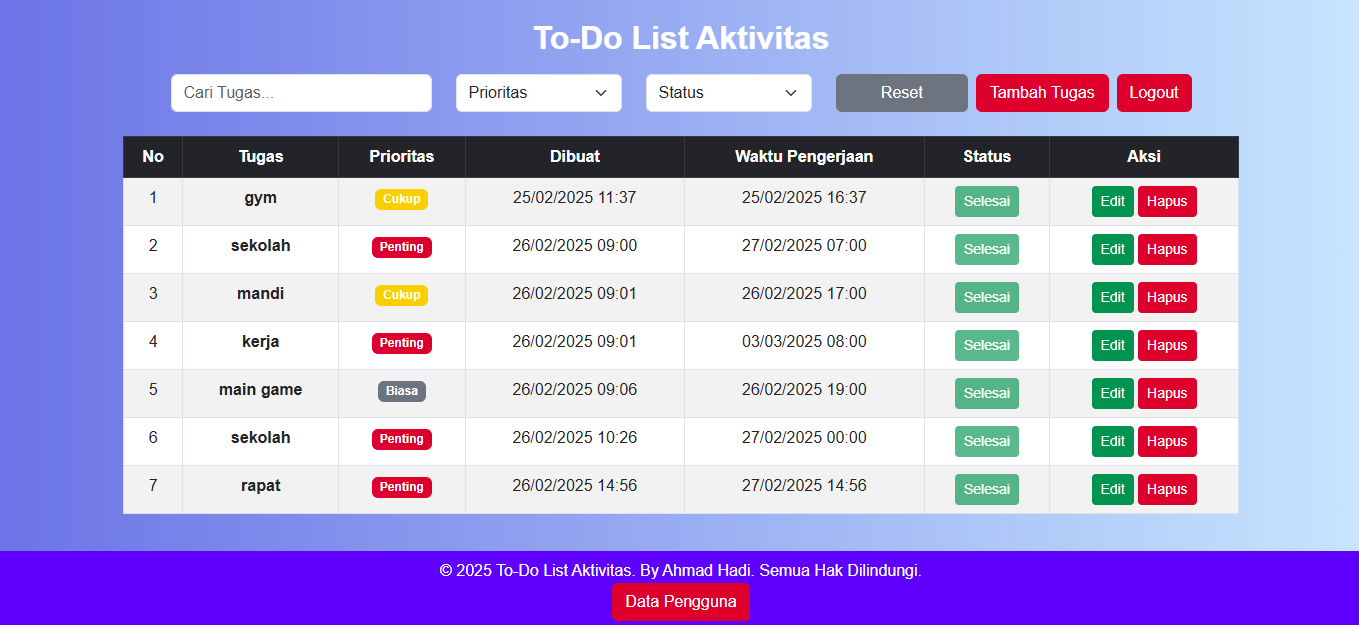 To-Do List Aktivitas
Cari Tugas... Prioritas Status Reset Tambah Tugas Logout
No Tugas Prioritas Dibuat Waktu Pengerjaan Status Aksi
1 gym Cukup 25/02/2025 11:37 25/02/2025 16:37 Selesai Edit Hapus
2 sekolah Penting 26/02/2025 09:00 27/02/2025 07:00 Selesai Edit Hapus
3 mandi Cukup 26/02/2025 09:01 26/02/2025 17:00 Selesai Edit Hapus
4 kerja Penting 26/02/2025 09:01 03/03/2025 08:00 Selesai Edit Hapus
5 main game Biasa 26/02/2025 09:06 26/02/2025 19:00 Selesai Edit Hapus
6 sekolah Penting 26/02/2025 10:26 27/02/2025 00:00 Selesai Edit Hapus
7 rapat Penting 26/02/2025 14:56 27/02/2025 14:56 Selesai Edit Hapus
© 2025 To-Do List Aktivitas. By Ahmad Hadi. Semua Hak Dilindungi.
Data Pengguna